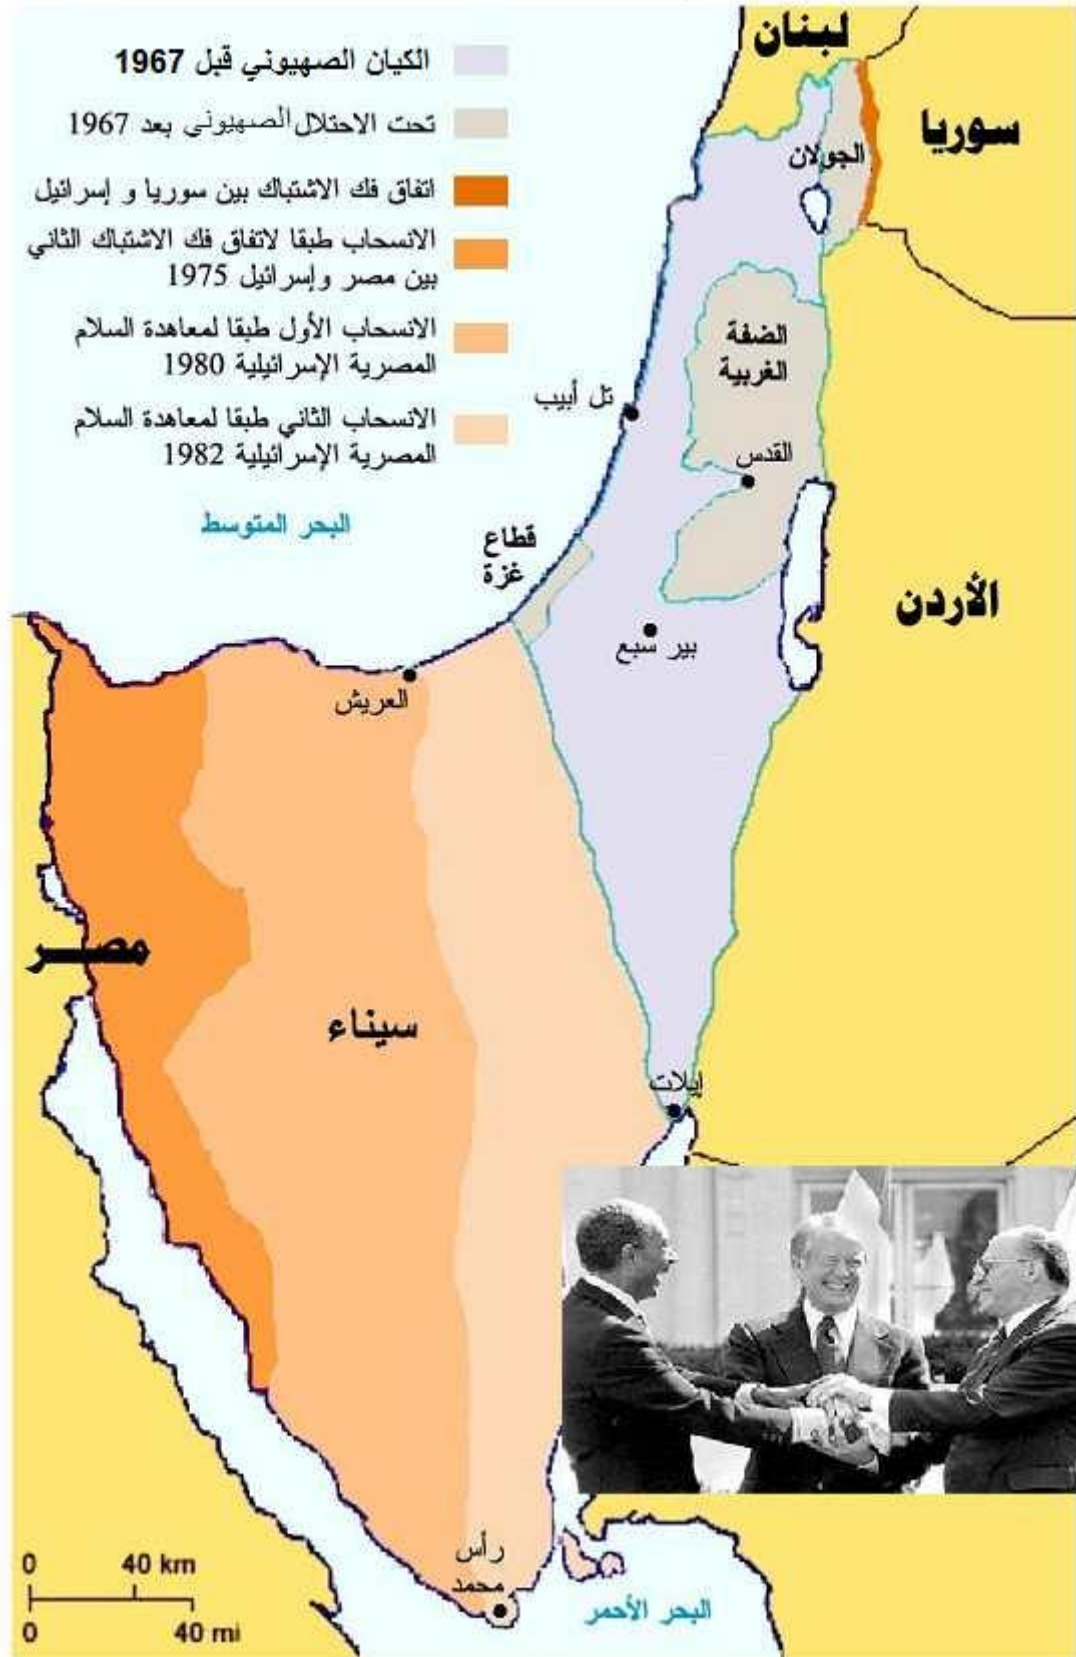 الكيان الصهيوني قبل 1967
تحت الاحتلال الصهيوني بعد 1967
اتفاق فك الاشتباك بين سوريا و إسرائيل
الانسحاب طبقا لاتفاق فك الاشتباك الثاني
بين مصر وإسرائيل 1975
الانسحاب الأول طبقا لمعاهدة السلام
المصرية الإسرائيلية 1980
الانسحاب الثاني طبقا لمعاهدة السلام
المصرية الإسرائيلية 1982
لبنان
سوريا
الجولان
الضفة
الغربية
تل أبيب
القدس
البحر المتوسط
قطاع
غزة
الأردن
بير سبع
العريش
مصر
سيناء
إيلات
رأس
محمد
البحر الأحمر
0 40 km
0 40 mi